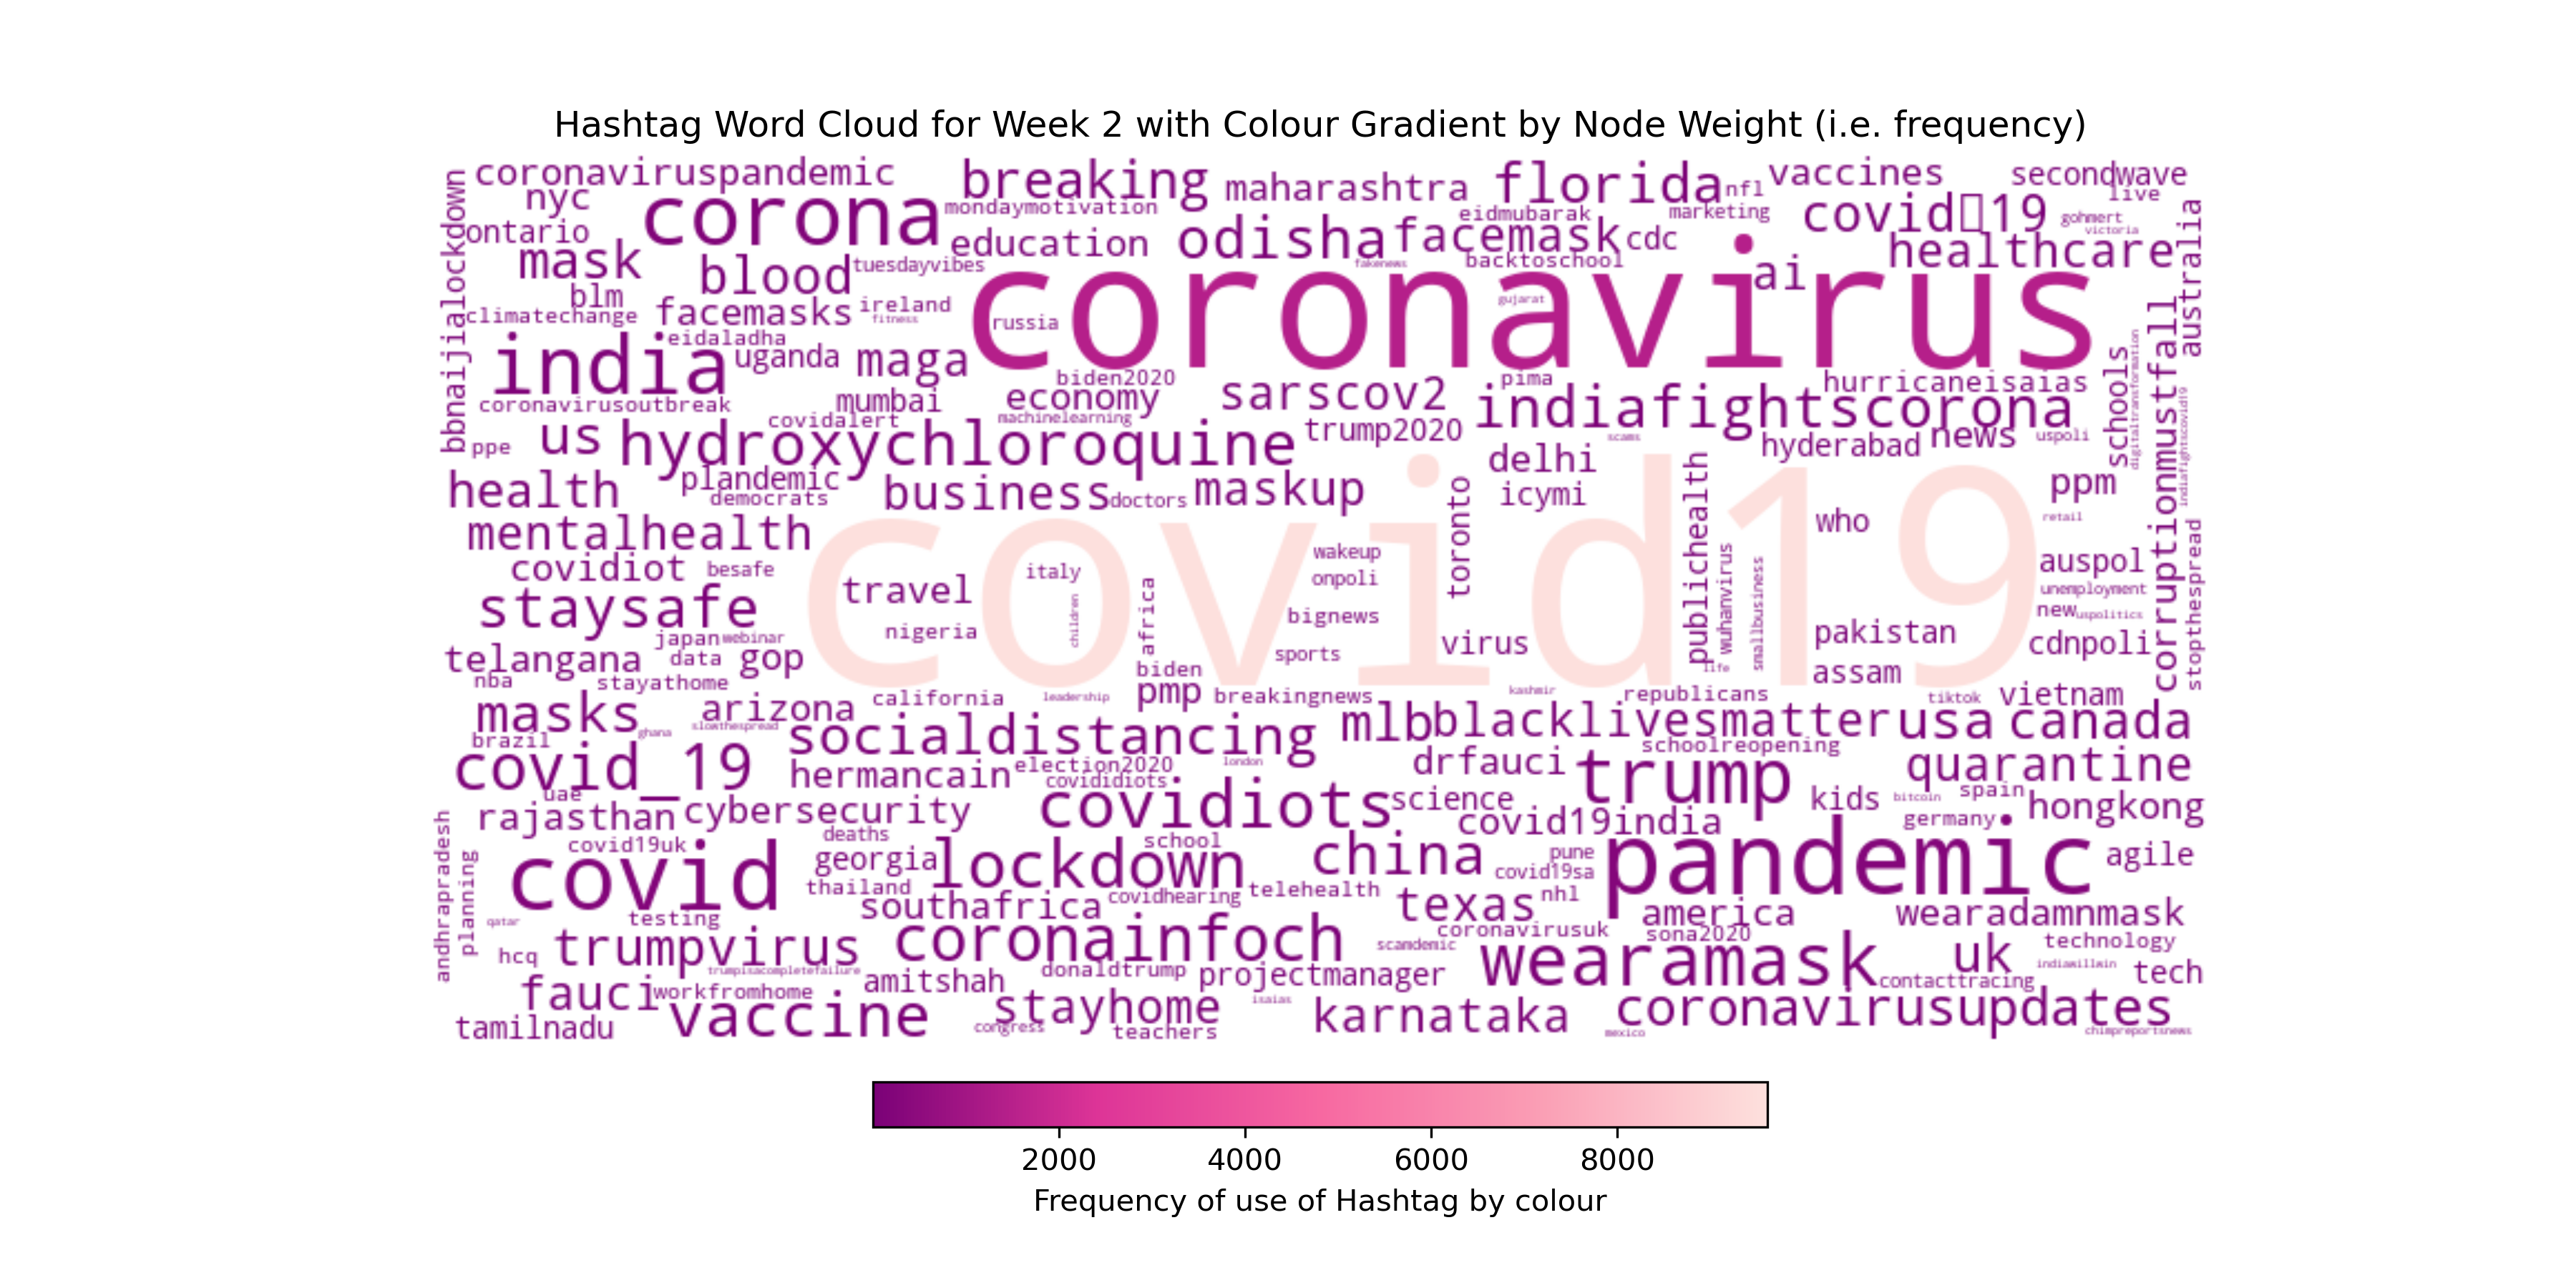 Hashtag Word Cloud for Week 2 with Colour Gradient by Node Weight (i.e. frequency)
coronaviruspandemic
breaking
maharashtra
florida
nfl
vaccines
secondwave
live
nyc
corona
mondaymotivation
eidmubarak
marketing
covid▯19
gohmert
victoria
ontario
education
odisha
facemask
cdc
healthcare
australia
bbnaijialockdown
mask
blood
tuesdayvibes
fakenews
backtoschool
ai
blm
climatechange
facemasks
ireland
fitness
russia
gujarat
coronavirus
eidaladha
india
uganda
maga
biden2020
pima
hurricaneisaias
schools
digitaltransformation
corruptionmustfall
indiafightscovid19
coronavirusoutbreak
mumbai
economy
sarscov2
indiafightscorona
covidalert
machinelearning
ppe
us
hydroxychloroquine
trump2020
scams
hyderabad
news
uspoli
delhi
health
plandemic
democrats
business
doctors
maskup
icymi
toronto
publichealth
ppm
mentalhealth
covid19
who
retail
covidiot
besafe
travel
italy
wakeup
onpoli
wuhanvirus
smallbusiness
auspol
unemployment
stopthespread
staysafe
children
africa
bignews
new
uspolitics
japan
webinar
nigeria
virus
pakistan
cdnpoli
telangana
data
gop
sports
life
assam
nba
stayathome
biden
california
leadership
pmp
breakingnews
kashmir
republicans
tiktok
vietnam
masks
arizona
slowthespread
brazil
ghana
socialdistancing
mlb
blacklivesmatter
usa
canada
covid_19
hermancain
election2020
covididiots
london
drfauci
schoolreopening
trump
quarantine
uae
rajasthan
cybersecurity
covidiots
science
kids
bitcoin
spain
hongkong
deaths
covid19india
germany
andhrapradesh
planning
covid19uk
covid
georgia
lockdown
school
china
pune
covid19sa
pandemic
agile
thailand
covidhearing
telehealth
nhl
southafrica
texas
america
wearadamnmask
qatar
testing
coronavirusuk
sona2020
hcq
trumpvirus
coronainfoch
scamdemic
wearamask
uk
technology
trumpisacompletefailure
amitshah
donaldtrump
projectmanager
contacttracing
indiawillwin
tech
fauci
workfromhome
vaccine
stayhome
isaias
karnataka
coronavirusupdates
tamilnadu
congress
teachers
mexico
chimpreportsnews
2000 4000 6000 8000
Frequency of use of Hashtag by colour